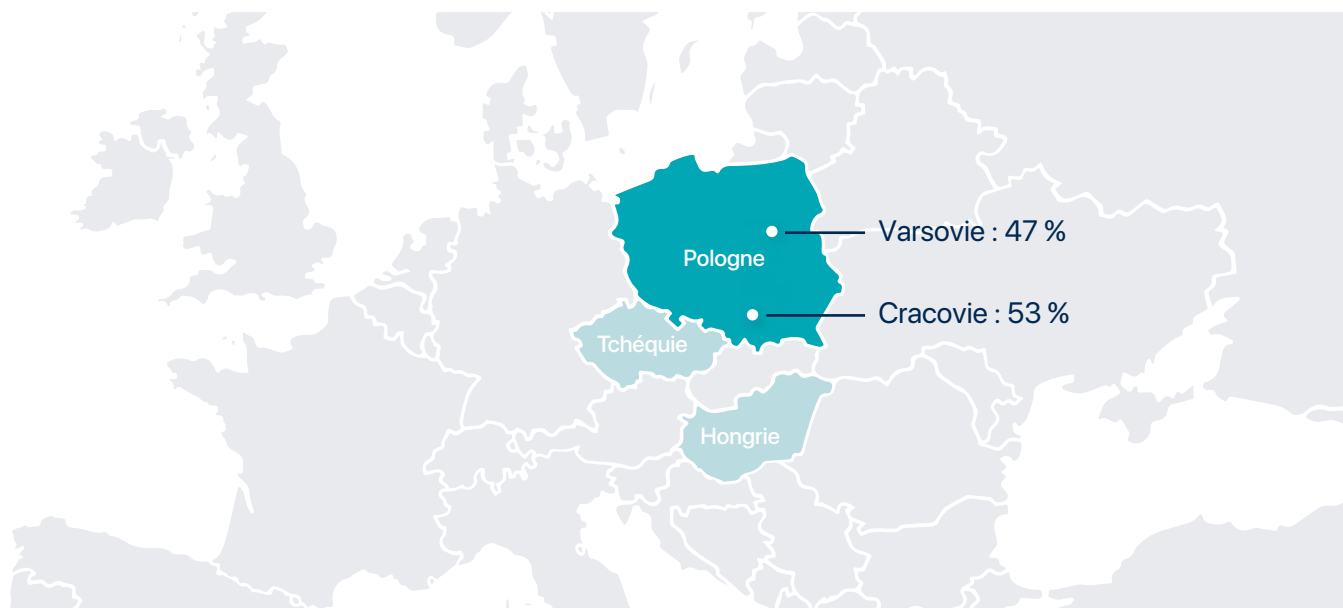 Varsovie : 47 %
Pologne
Cracovie : 53 %
Tchéquie
Hongrie